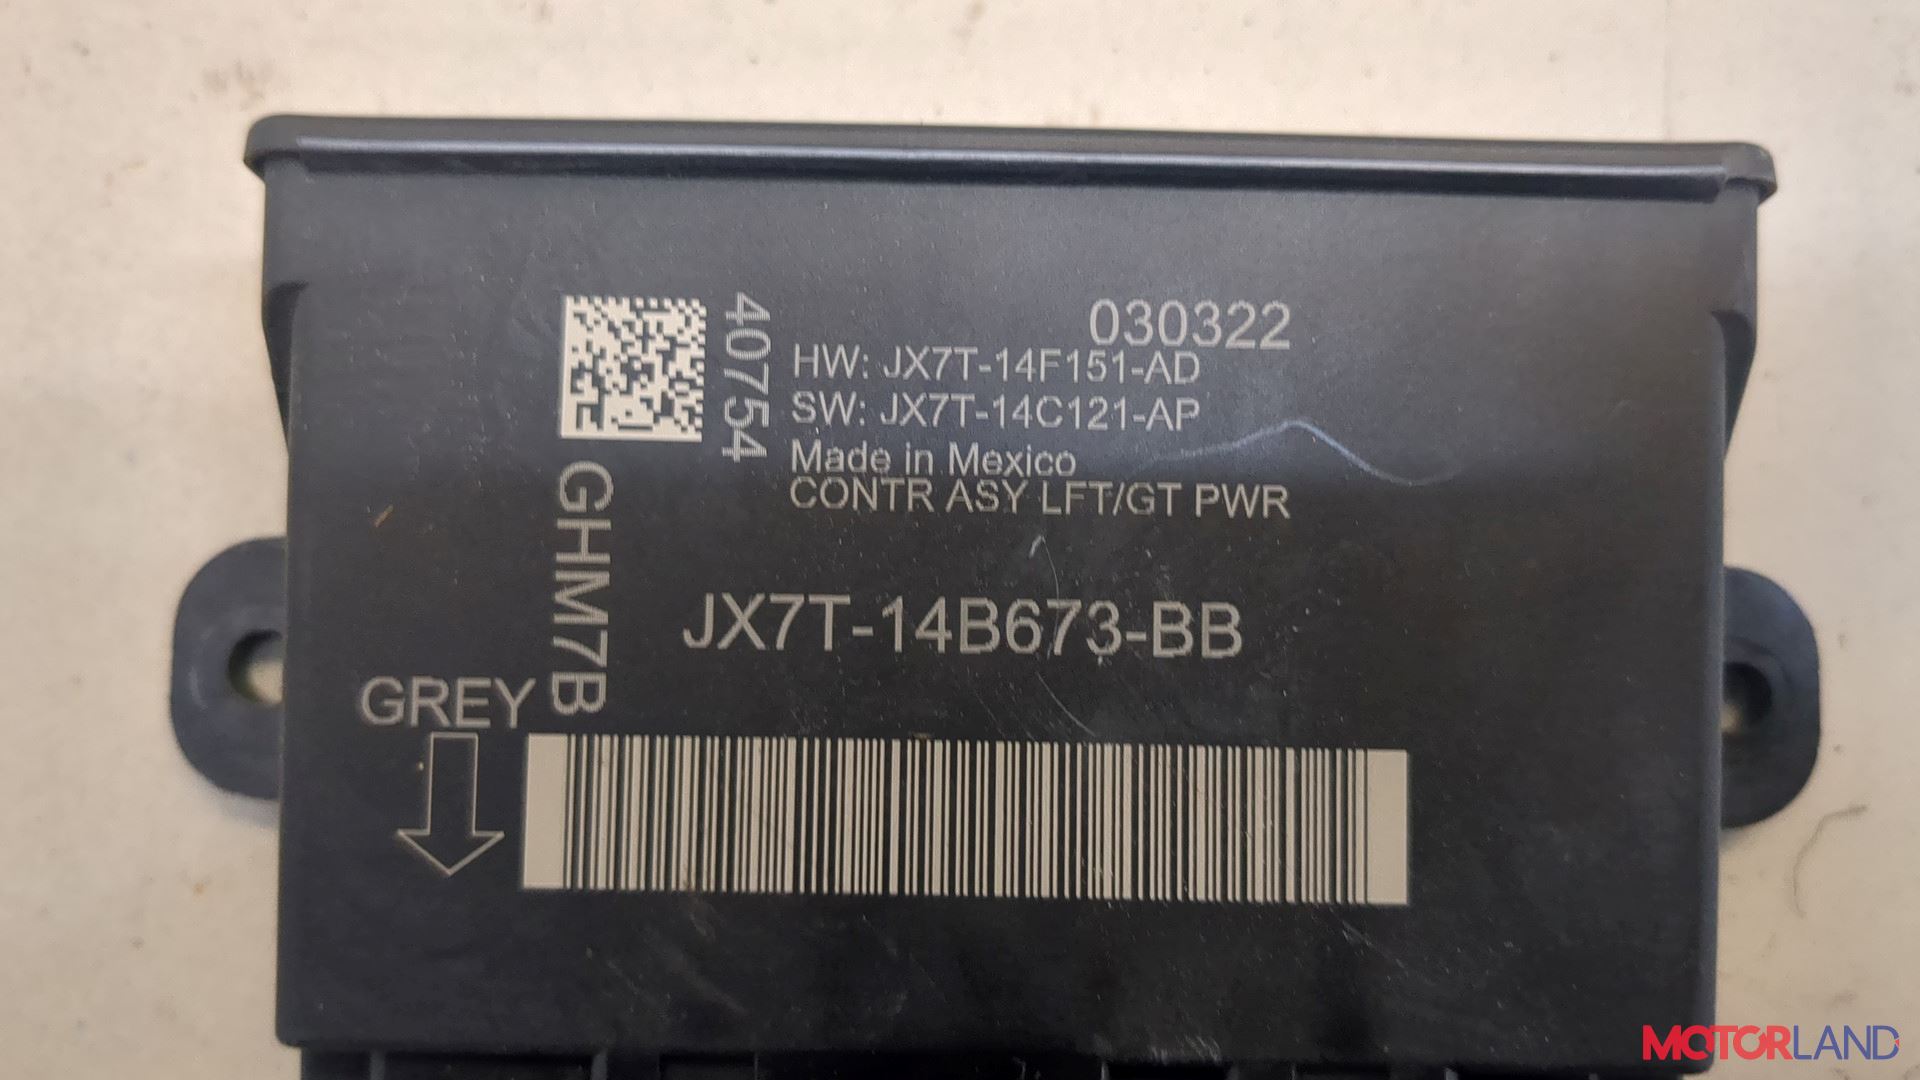 030322
40754
HW: JX7T-14F151-AD
SW: JX7T-14C121-AP
Made in Mexico
CONTR ASY LFT/GT PWR
GHM7B
JX7T-14B673-BB
GREY
MOTORLAND